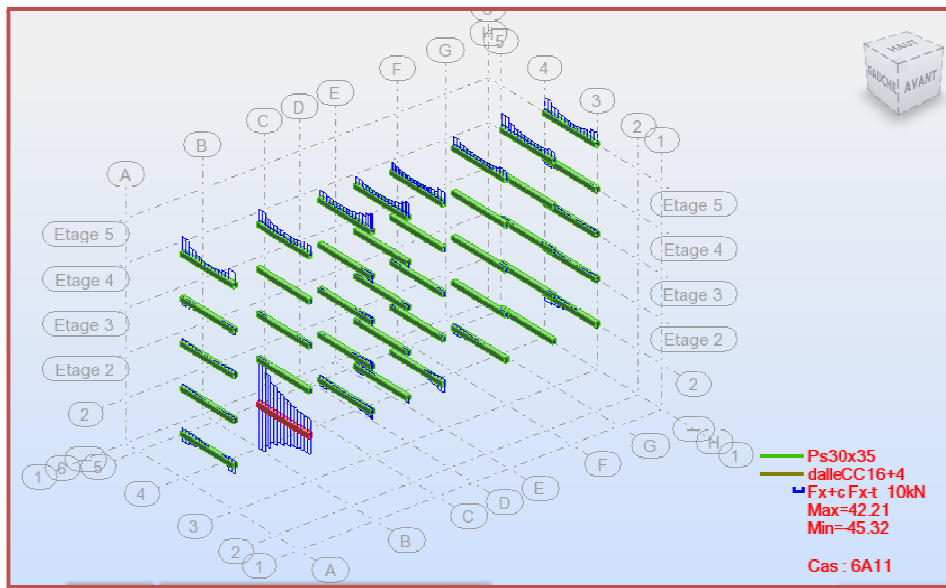 H
5
G
4
F
E
3
D
C
2
B
1
A
HAUT
GAUCHE
AVANT
Etage 5
Etage 5
Etage 4
Etage 4
Etage 3
Etage 3
Etage 2
Etage 2
2
2
1
6
C5
4
3
2
1
A
B
C
D
E
F
G
H
1
Ps30x35
dalleCC16+4
Fx+c Fx-t 10kN
Max=42.21
Min=-45.32
Cas : 6A11